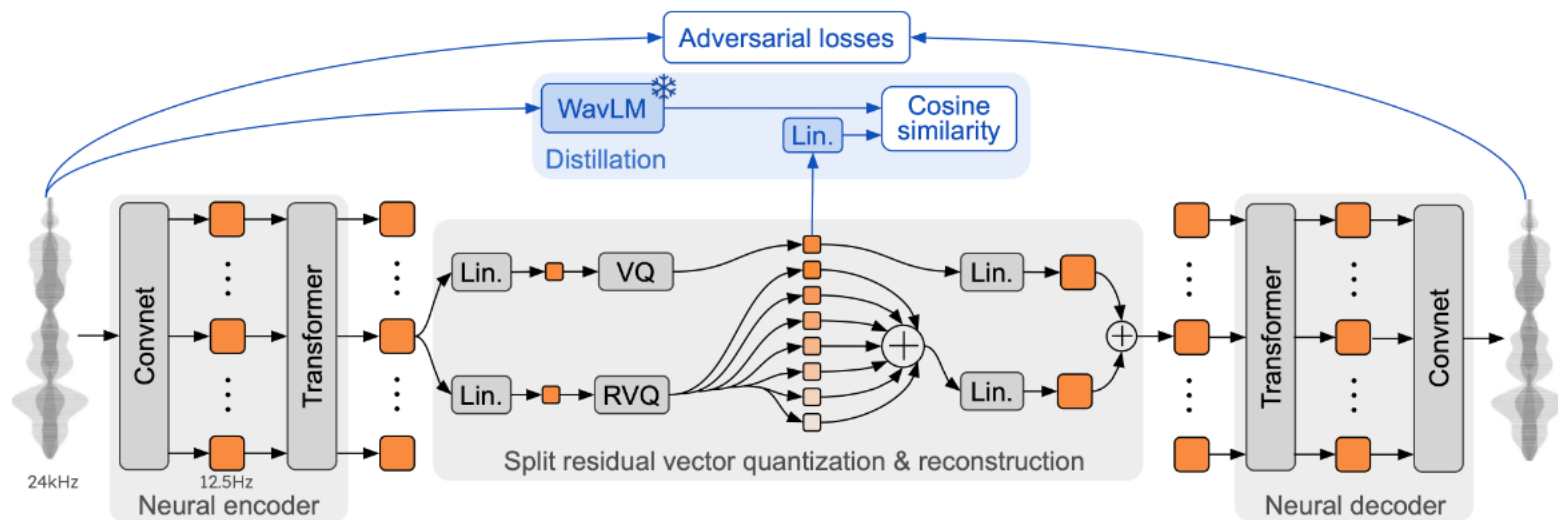 Adversarial losses
WavLM
Cosine
similarity
Lin.
Distillation
Convnet
Transformer
Lin.
VQ
Lin.
Lin.
RVQ
Lin.
Transformer
Convnet
24kHz
12.5Hz
Neural encoder
Split residual vector quantization & reconstruction
Neural decoder